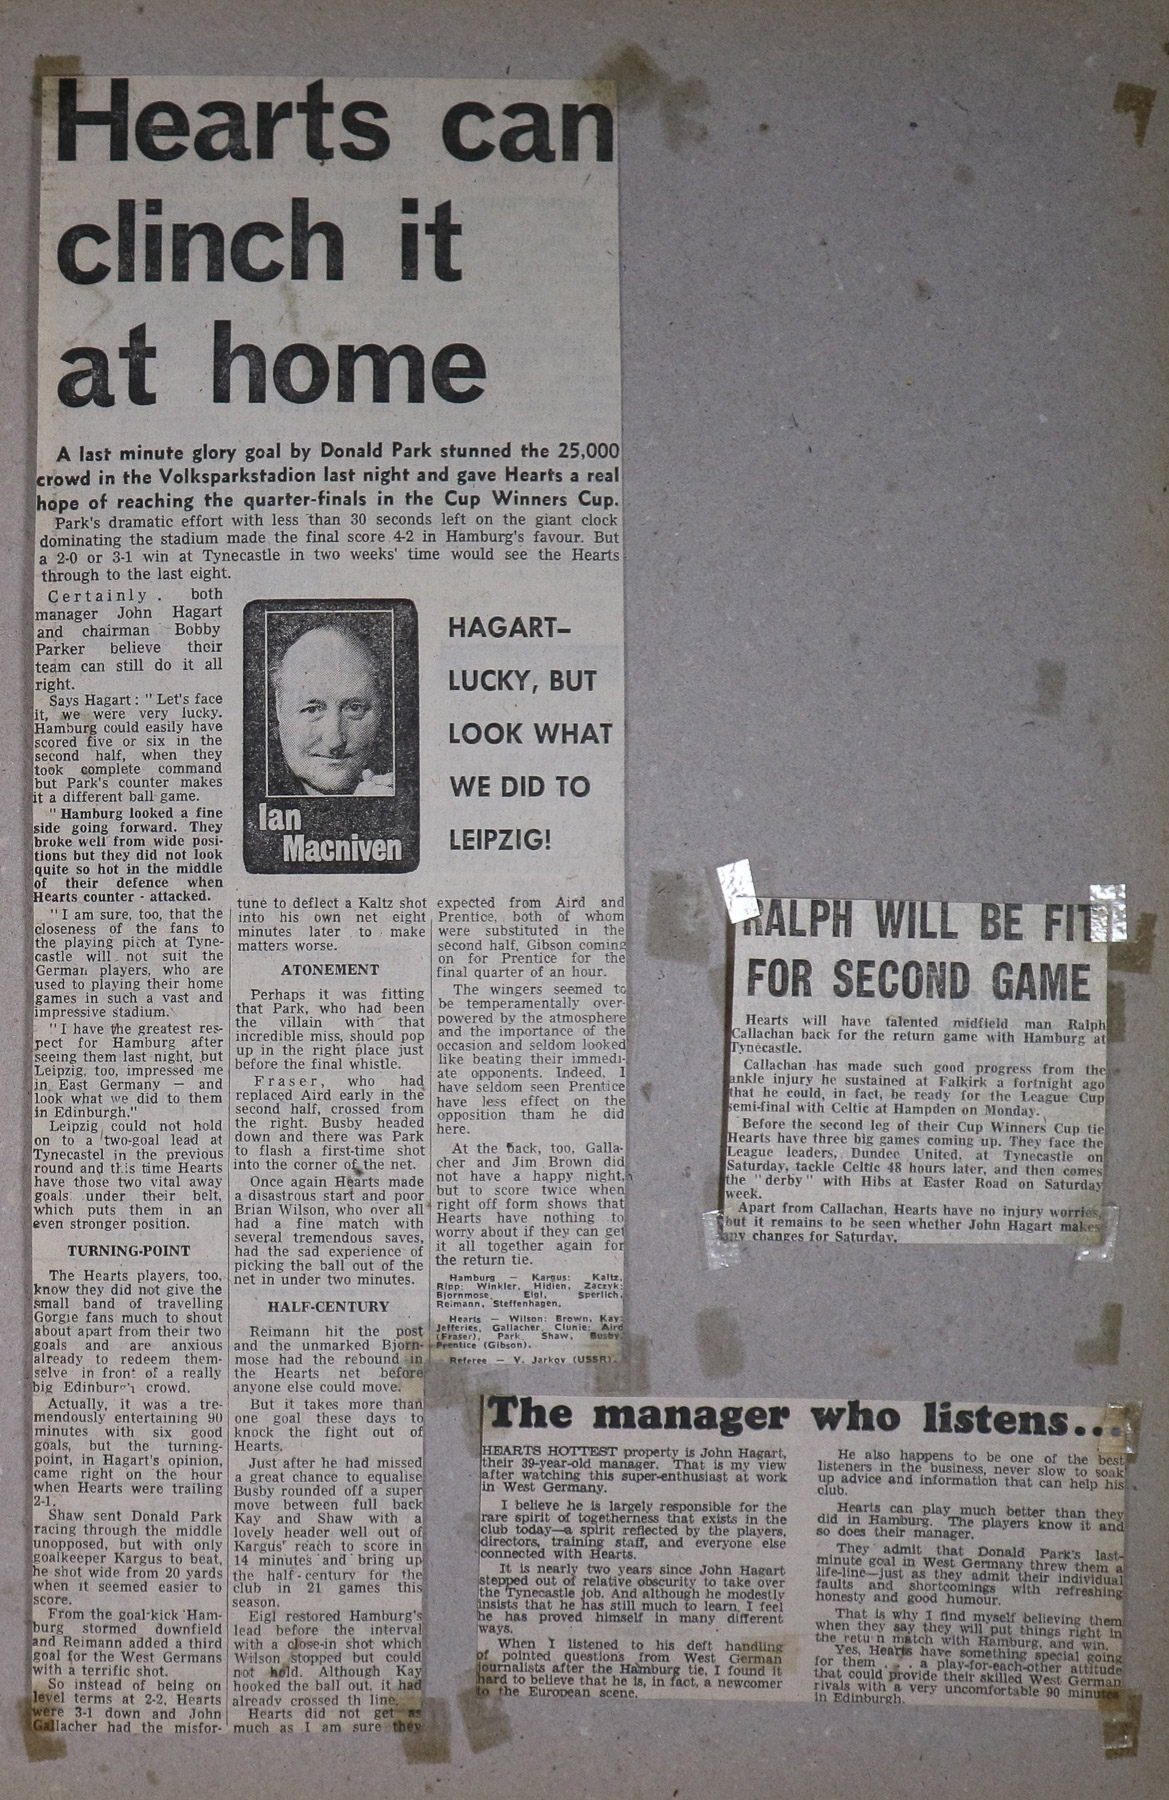 Hearts can
clinch it
at home
A last minute glory goal by Donald Park stunned the 25,000
crowd in the Volksparkstadion last night and gave Hearts a real
hope of reaching the quarter-finals in the Cup Winners Cup.
Park's dramatic effort with less than 30 seconds left on the giant clock
dominating the stadium made the final score 4-2 in Hamburg's favour. But
a 2-0 or 3-1 win at Tynecastle in two weeks' time would see the Hearts
through to the last eight.
Certainly . both
manager John Hagart
and chairman Bobby
Parker believe their
team can still do it all
right.
Says Hagart: "Let's face
it, we were very lucky.
Hamburg could easily have
scored five or six in the
second half, when they
took complete command
but Park's counter makes
it a different ball game.
"Hamburg looked a fine
side going forward. They
broke well from wide posi-
tions but they did not look
quite so hot in the middle
of their defence when
Hearts counter - attacked.
"I am sure, too, that the
closeness of the fans to
the playing pitch at Tyne-
castle will not suit the
German players, who are
used to playing their home
games in such a vast and
impressive stadium.
"I have the greatest res-
pect for Hamburg after
seeing them last night, but
Leipzig, too, impressed me
in East Germany — and
look what we did to them
in Edinburgh."
Leipzig could not hold
on to a two-goal lead at
Tynecastel in the previous
round and this time Hearts
have those two vital away
goals under their belt,
which puts them in an
even stronger position.
TURNING-POINT
The Hearts players, too,
know they did not give the
small band of travelling
Gorgie fans much to shout
about apart from their two
goals and are anxious
already to redeem them-
selve in front of a really
big Edinburgh crowd.
Actually, it was a tre-
mendously entertaining 90
minutes with six good
goals, but the turning-
point, in Hagart's opinion,
came right on the hour
when Hearts were trailing
2-1.
Shaw sent Donald Park
racing through the middle
unopposed, but with only
goalkeeper Kargus to beat,
he shot wide from 20 yards
when it seemed easier to
score.
From the goal-kick Ham-
burg stormed downfield
and Reimann added a third
goal for the West Germans
with a terrific shot.
So instead of being on
level terms at 2-2, Hearts
were 3-1 down and John
Gallacher had the misfor-
Ian
Macniven
HAGART–
LUCKY, BUT
LOOK WHAT
WE DID TO
LEIPZIG!
tune to deflect a Kaltz shot
into his own net eight
minutes later to make
matters worse.
ATONEMENT
Perhaps it was fitting
that Park, who had been
the villain with that
incredible miss, should pop
up in the right place just
before the final whistle.
Fraser, who had
replaced Aird early in the
second half, crossed from
the right. Busby headed
down and there was Park
to flash a first-time shot
into the corner of the net.
Once again Hearts made
a disastrous start and poor
Brian Wilson, who over all
had a fine match with
several tremendous saves,
had the sad experience of
picking the ball out of the
net in under two minutes.
HALF-CENTURY
Reimann hit the post
and the unmarked Bjorn-
mose had the rebound in
the Hearts net before
anyone else could move.
But it takes more than
one goal these days to
knock the fight out of
Hearts.
Just after he had missed
a great chance to equalise
Busby rounded off a super
move between full back
Kay and Shaw with a
lovely header well out of
Kargus' reach to score in
14 minutes and bring up
the half-century for the
club in 21 games this
season.
Eigl restored Hamburg's
lead before the interval
with a close-in shot which
Wilson stopped but could
not hold. Although Kay
hooked the ball out, it had
already crossed th line.
Hearts did not get as
much as I am sure they
expected from Aird and
Prentice, both of whom
were substituted in the
second half, Gibson coming
on for Prentice for the
final quarter of an hour.
The wingers seemed to
be temperamentally over-
powered by the atmosphere
and the importance of the
occasion and seldom looked
like beating their immedi-
ate opponents. Indeed, I
have seldom seen Prentice
have less effect on the
opposition tham he did
here.
At the back, too, Galla-
cher and Jim Brown did
not have a happy night,
but to score twice when
right off form shows that
Hearts have nothing to
worry about if they can get
it all together again for
the return tie.
Hamburg — Kargus: Kaltz,
Ripp: Winkler, Hidien, Zaczyk:
Bjornmose, Eigl, Sperlich,
Reimann, Steffenhagen.
Hearts — Wilson: Brown, Kay:
Jefferies, Gallacher, Clunie: Aird
(Fraser), Park, Shaw, Busby,
Prentice (Gibson).
Referee — V. Jarkov (USSR).
RALPH WILL BE FIT
FOR SECOND GAME
Hearts will have talented midfield man Ralph
Callachan back for the return game with Hamburg at
Tynecastle.
Callachan has made such good progress from the
ankle injury he sustained at Falkirk a fortnight ago
that he could, in fact, be ready for the League Cup
semi-final with Celtic at Hampden on Monday.
Before the second leg of their Cup Winners Cup tie
Hearts have three big games coming up. They face the
League leaders, Dundee United, at Tynecastle on
Saturday, tackle Celtic 48 hours later, and then comes
the "derby" with Hibs at Easter Road on Saturday
week.
Apart from Callachan, Hearts have no injury worries,
but it remains to be seen whether John Hagart makes
any changes for Saturday.
The manager who listens...
HEARTS HOTTEST property is John Hagart,
their 39-year-old manager. That is my view
after watching this super-enthusiast at work
in West Germany.
I believe he is largely responsible for the
rare spirit of togetherness that exists in the
club today—a spirit reflected by the players,
directors, training staff, and everyone else
connected with Hearts.
It is nearly two years since John Hagart
stepped out of relative obscurity to take over
the Tynecastle job. And although he modestly
insists that he has still much to learn, I feel
he has proved himself in many different
ways.
When I listened to his deft handling
of pointed questions from West German
journalists after the Hamburg tie, I found it
hard to believe that he is, in fact, a newcomer
to the European scene.
He also happens to be one of the best
listeners in the business, never slow to soak
up advice and information that can help his
club.
Hearts can play much better than they
did in Hamburg. The players know it and
so does their manager.
They admit that Donald Park's last-
minute goal in West Germany threw them a
life-line—just as they admit their individual
faults and shortcomings with refreshing
honesty and good humour.
That is why I find myself believing them
when they say they will put things right in
the retu n match with Hamburg, and win.
Yes, Hearts have something special going
for them . . . a play-for-each-other attitude
that could provide their skilled West German
rivals with a very uncomfortable 90 minutes
in Edinburgh.